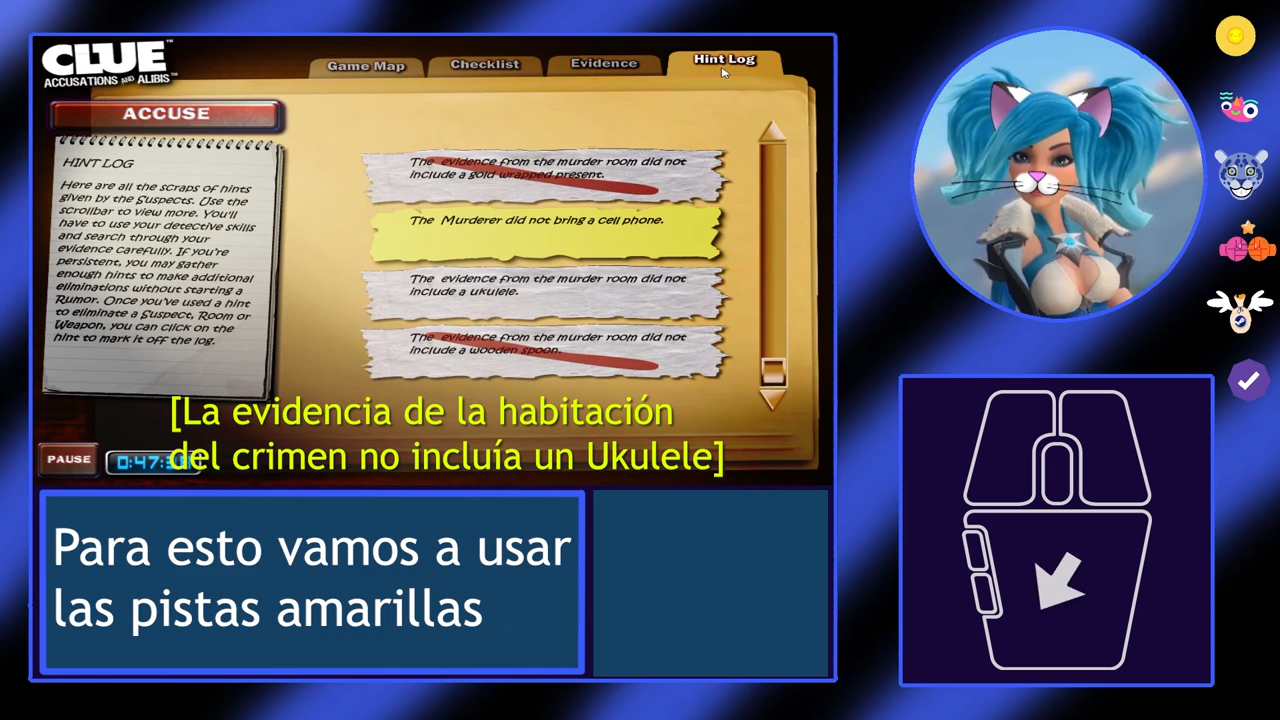 CLUE™
ACCUSATIONS AND ALIBIS™
Game Map
Checklist
Evidence
Hint Log
ACCUSE
HINT LOG
Here are all the scraps of hints
given by the Suspects. Use the
scrollbar to view more. You'll
have to use your detective skills
and search through your
evidence carefully. If you're
persistent, you may gather
enough hints to make additional
eliminations without starting a
Rumor. Once you've used a hint
to eliminate a Suspect, Room or
Weapon, you can click on the
hint to mark it off the log.
The evidence from the murder room did not
include a gold wrapped present.
The Murderer did not bring a cell phone.
The evidence from the murder room did not
include a ukulele.
The evidence from the murder room did not
include a wooden spoon.
[La evidencia de la habitación
del crimen no incluía un Ukulele]
PAUSE
Para esto vamos a usar
las pistas amarillas